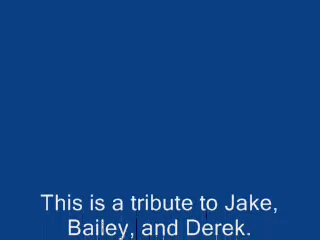 This is a tribute to Jake,
Bailey, and Derek.